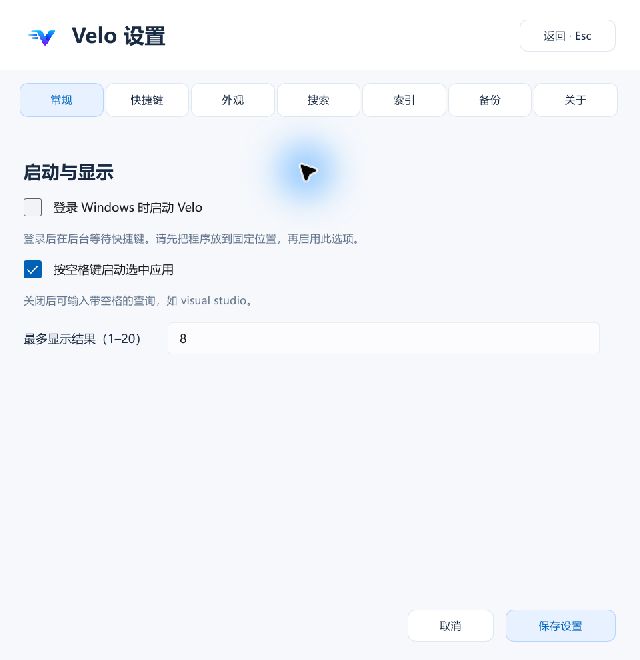 Velo 设置
返回 · Esc
常规
快捷键
外观
搜索
索引
备份
关于
启动与显示
登录 Windows 时启动 Velo
登录后在后台等待快捷键。请先把程序放到固定位置，再启用此选项。
按空格键启动选中应用
关闭后可输入带空格的查询，如 visual studio。
最多显示结果（1–20）
8
取消
保存设置